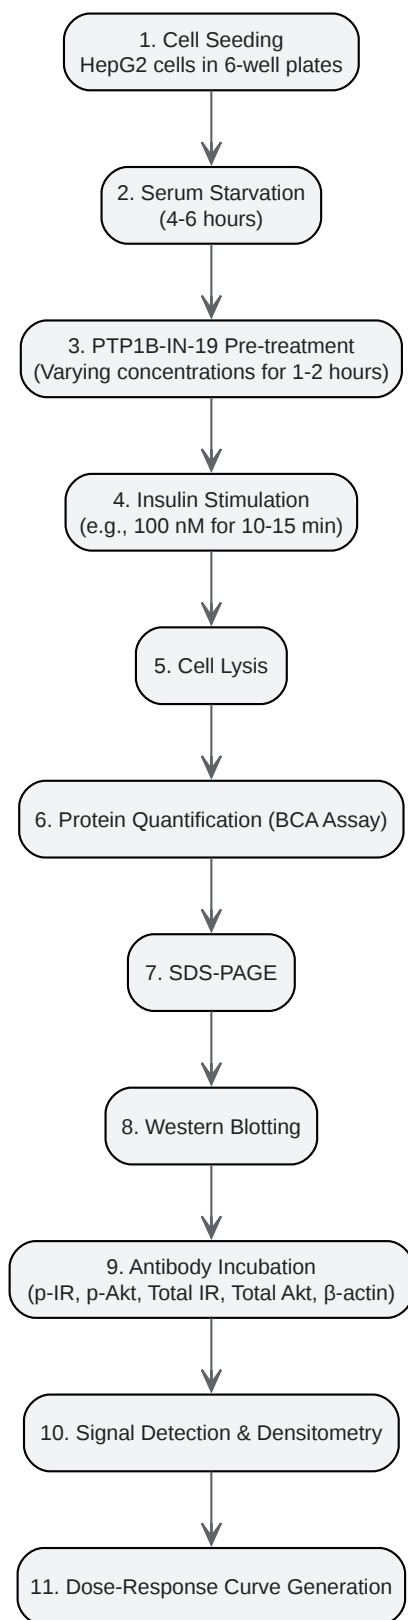 1. Cell Seeding
HepG2 cells in 6-well plates
2. Serum Starvation
(4-6 hours)
3. PTP1B-IN-19 Pre-treatment
(Varying concentrations for 1-2 hours)
4. Insulin Stimulation
(e.g., 100 nM for 10-15 min)
5. Cell Lysis
6. Protein Quantification (BCA Assay)
7. SDS-PAGE
8. Western Blotting
9. Antibody Incubation
(p-IR, p-Akt, Total IR, Total Akt, β-actin)
10. Signal Detection & Densitometry
11. Dose-Response Curve Generation